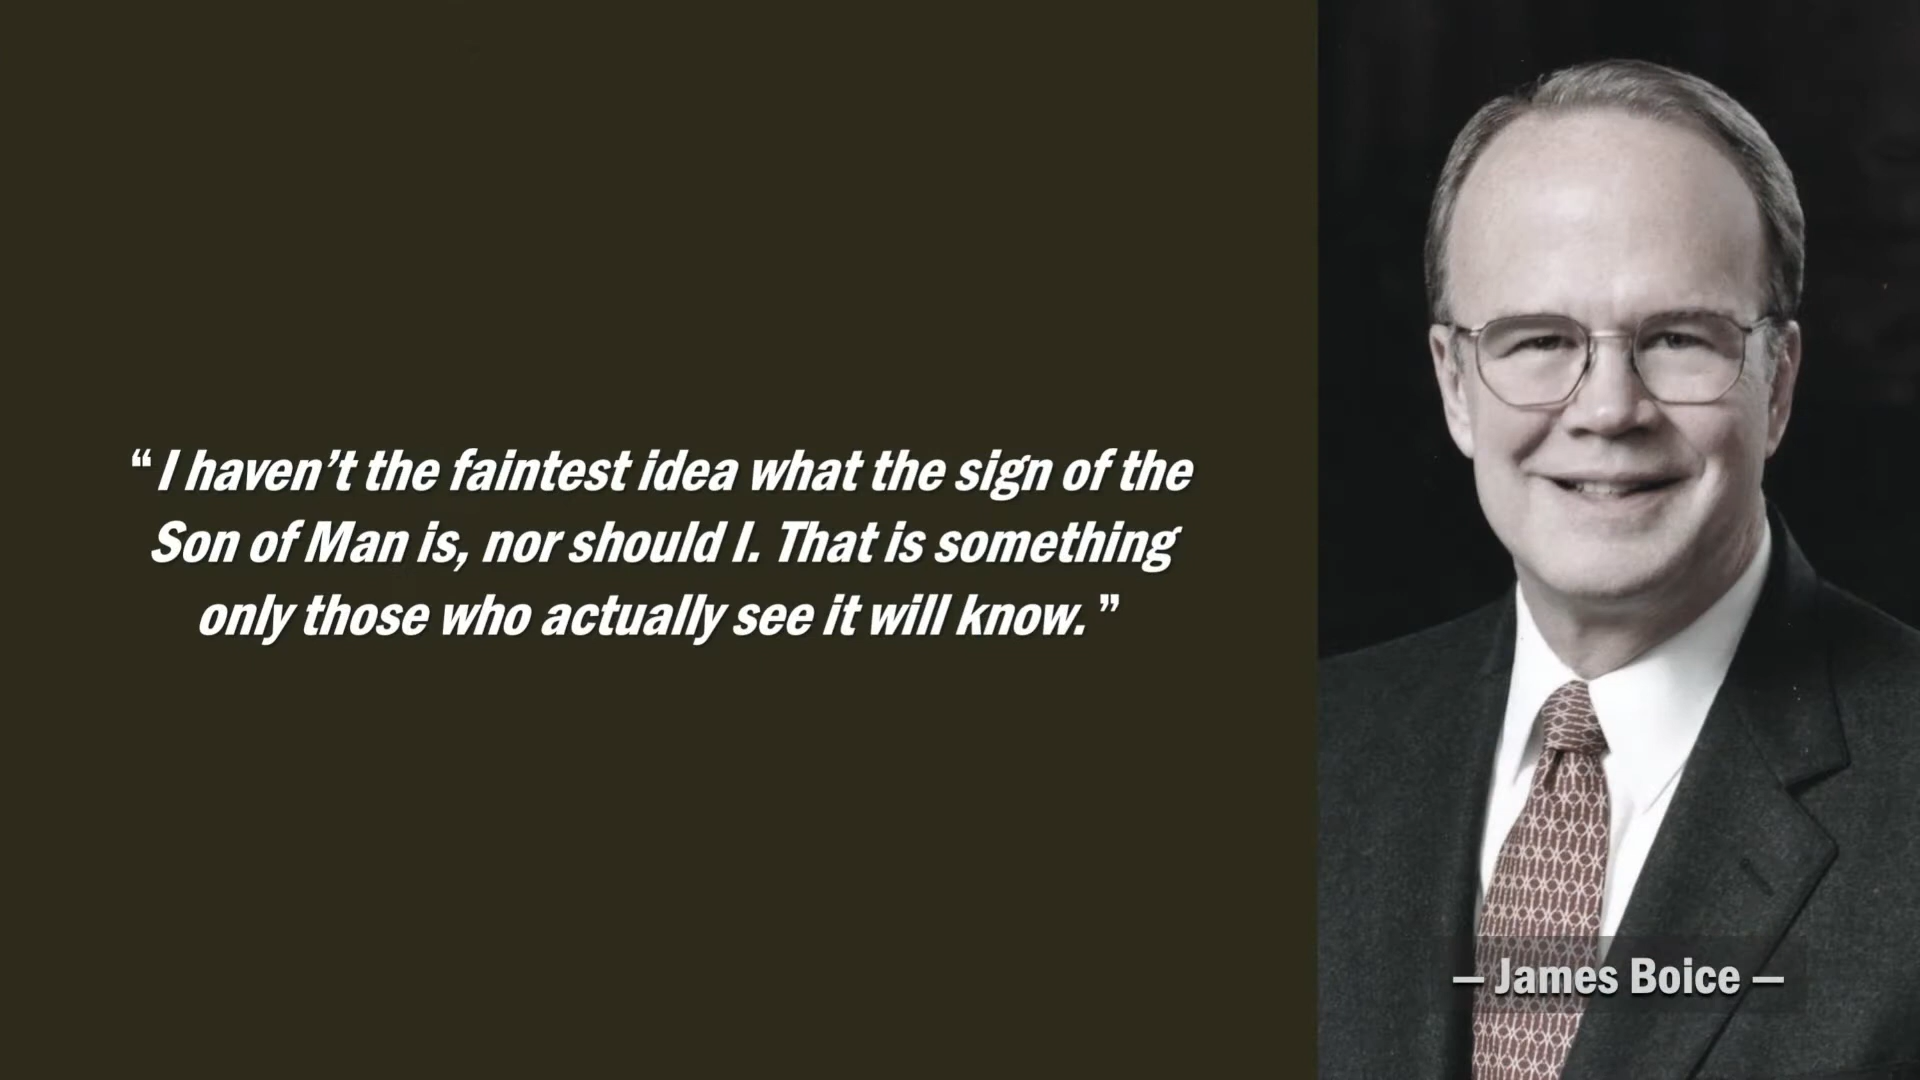 ❝ I haven’t the faintest idea what the sign of the
Son of Man is, nor should I. That is something
only those who actually see it will know. ❞
— James Boice —